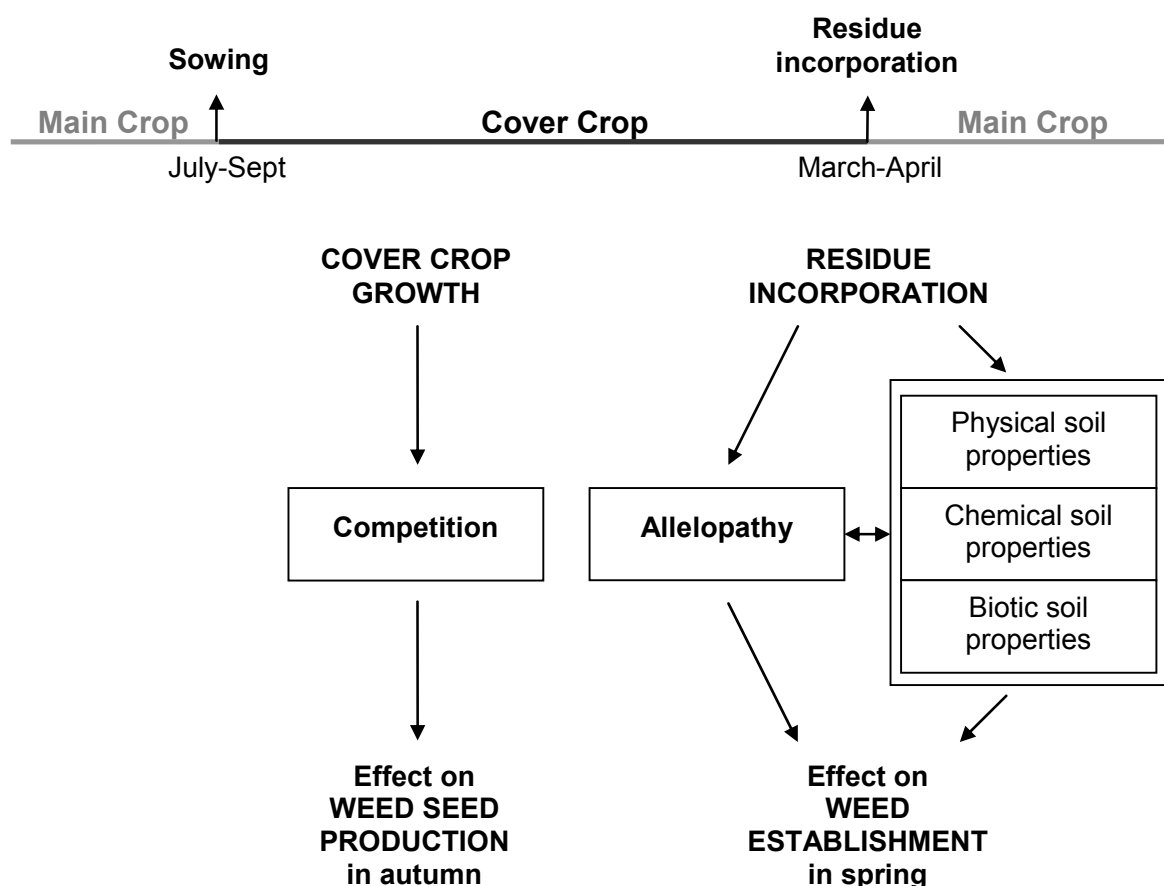 Sowing
Residue
incorporation
Main Crop
Cover Crop
Main Crop
July-Sept
March-April
COVER CROP
GROWTH
RESIDUE
INCORPORATION
Competition
Allelopathy
Physical soil
properties
Chemical soil
properties
Biotic soil
properties
Effect on
WEED SEED
PRODUCTION
in autumn
Effect on
WEED
ESTABLISHMENT
in spring